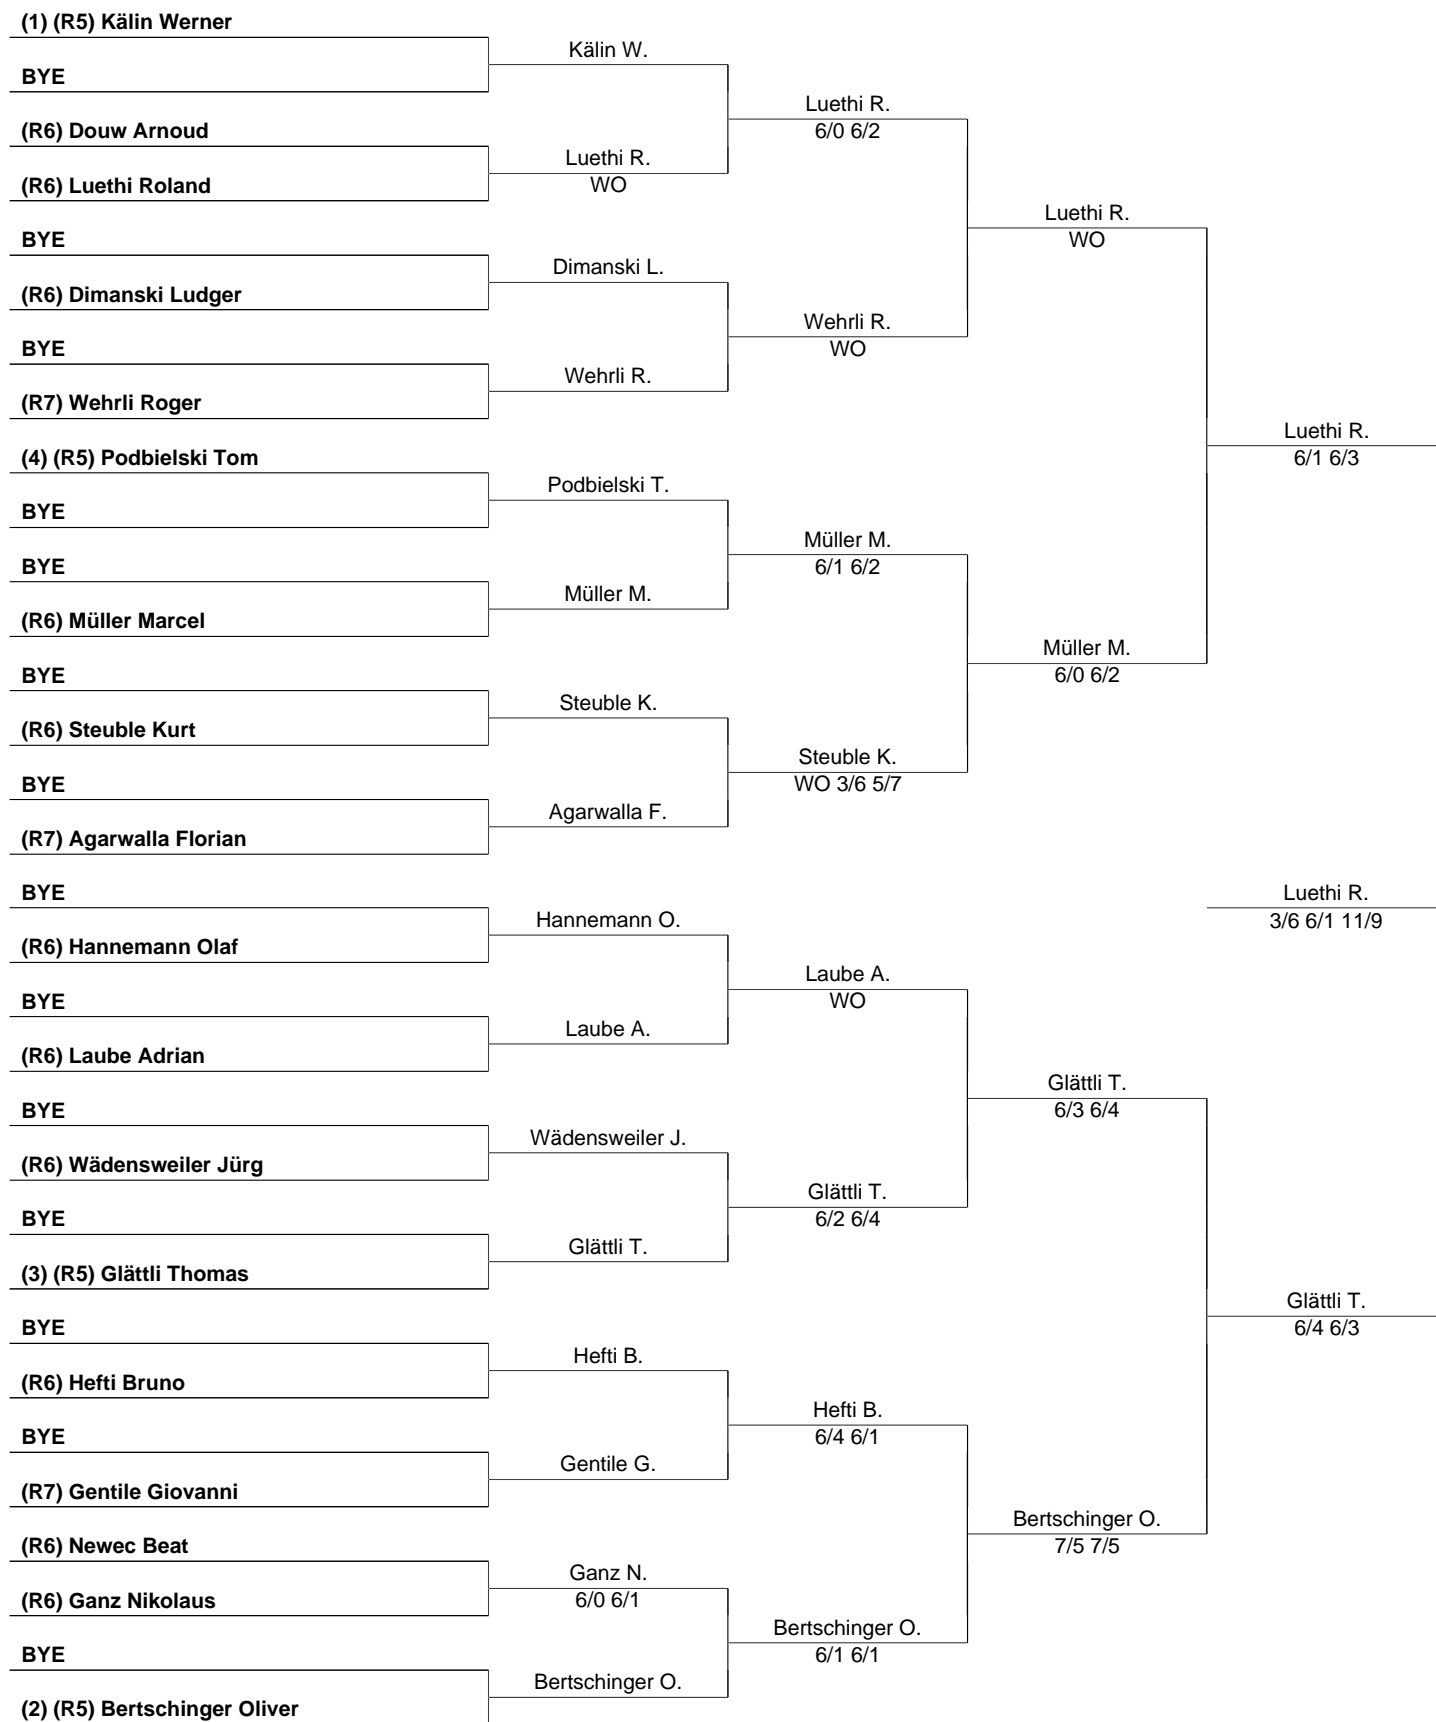 (1) (R5) Kälin Werner
Kälin W.
BYE
Luethi R.
6/0 6/2
(R6) Douw Arnoud
Luethi R.
WO
(R6) Luethi Roland
Luethi R.
WO
BYE
Dimanski L.
(R6) Dimanski Ludger
Wehrli R.
WO
BYE
Wehrli R.
(R7) Wehrli Roger
Luethi R.
6/1 6/3
(4) (R5) Podbielski Tom
Podbielski T.
BYE
Müller M.
6/1 6/2
BYE
Müller M.
(R6) Müller Marcel
Müller M.
6/0 6/2
BYE
Steuble K.
(R6) Steuble Kurt
Steuble K.
WO 3/6 5/7
BYE
Agarwalla F.
(R7) Agarwalla Florian
BYE
Luethi R.
3/6 6/1 11/9
Hannemann O.
(R6) Hannemann Olaf
Laube A.
WO
BYE
Laube A.
(R6) Laube Adrian
Glättli T.
6/3 6/4
BYE
Wädensweiler J.
(R6) Wädensweiler Jürg
Glättli T.
6/2 6/4
BYE
Glättli T.
(3) (R5) Glättli Thomas
Glättli T.
6/4 6/3
BYE
Hefti B.
(R6) Hefti Bruno
Hefti B.
6/4 6/1
BYE
Gentile G.
(R7) Gentile Giovanni
Bertschinger O.
7/5 7/5
(R6) Newec Beat
Ganz N.
6/0 6/1
(R6) Ganz Nikolaus
Bertschinger O.
6/1 6/1
BYE
Bertschinger O.
(2) (R5) Bertschinger Oliver